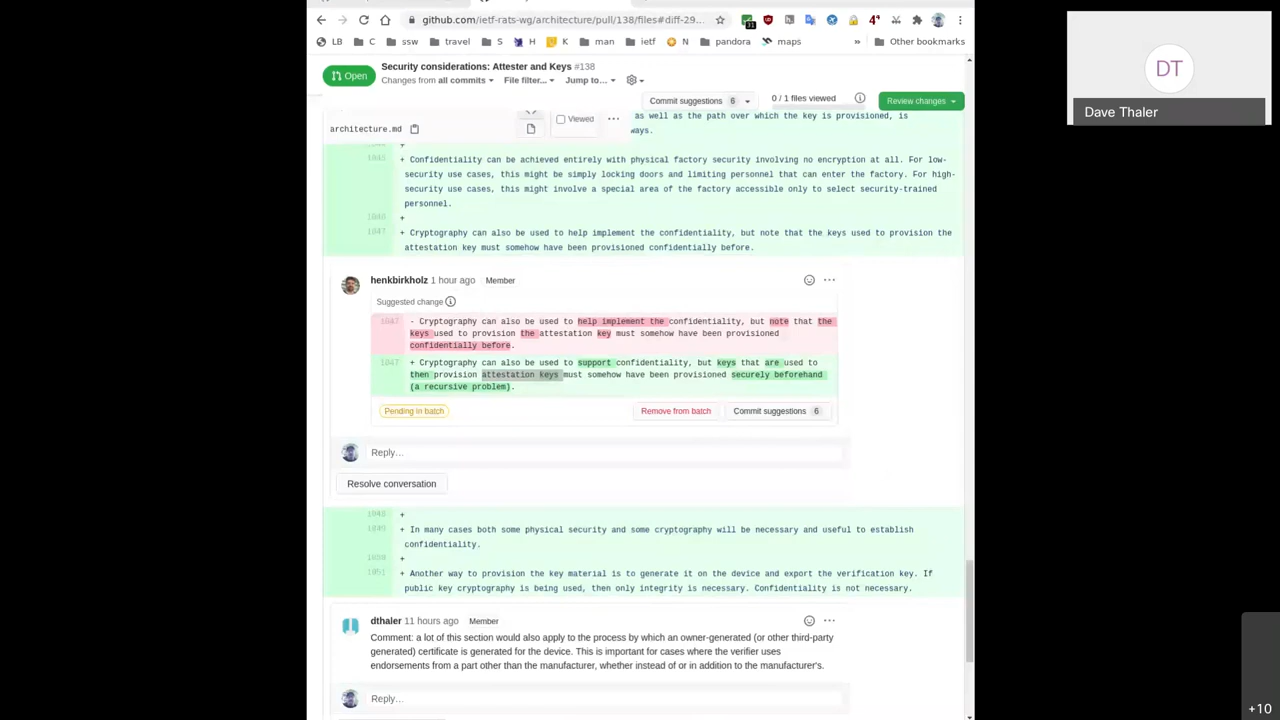 github.com/ietf-rats-wg/architecture/pull/138/files#diff-29...
LB C ssw travel S H K man ietf N pandora maps » Other bookmarks
Open
Security considerations: Attester and Keys #138
Changes from all commits File filter... Jump to...
Commit suggestions 6 0 / 1 files viewed Review changes
architecture.md Viewed
as well as the path over which the key is provisioned, is
ways.
+
1045 + Confidentiality can be achieved entirely with physical factory security involving no encryption at all. For low-
security use cases, this might be simply locking doors and limiting personnel that can enter the factory. For high-
security use cases, this might involve a special area of the factory accessible only to select security-trained
personnel.
1046 +
1047 + Cryptography can also be used to help implement the confidentiality, but note that the keys used to provision the
attestation key must somehow have been provisioned confidentially before.
henkbirkholz 1 hour ago Member
Suggested change
1047 - Cryptography can also be used to help implement the confidentiality, but note that the
keys used to provision the attestation key must somehow have been provisioned
confidentially before.
1047 + Cryptography can also be used to support confidentiality, but keys that are used to
then provision attestation keys must somehow have been provisioned securely beforehand
(a recursive problem).
Pending in batch Remove from batch Commit suggestions 6
Reply...
Resolve conversation
1048 +
1049 + In many cases both some physical security and some cryptography will be necessary and useful to establish
confidentiality.
1050 +
1051 + Another way to provision the key material is to generate it on the device and export the verification key. If
public key cryptography is being used, then only integrity is necessary. Confidentiality is not necessary.
dthaler 11 hours ago Member
Comment: a lot of this section would also apply to the process by which an owner-generated (or other third-party
generated) certificate is generated for the device. This is important for cases where the verifier uses
endorsements from a part other than the manufacturer, whether instead of or in addition to the manufacturer's.
Reply...
DT
Dave Thaler
+10